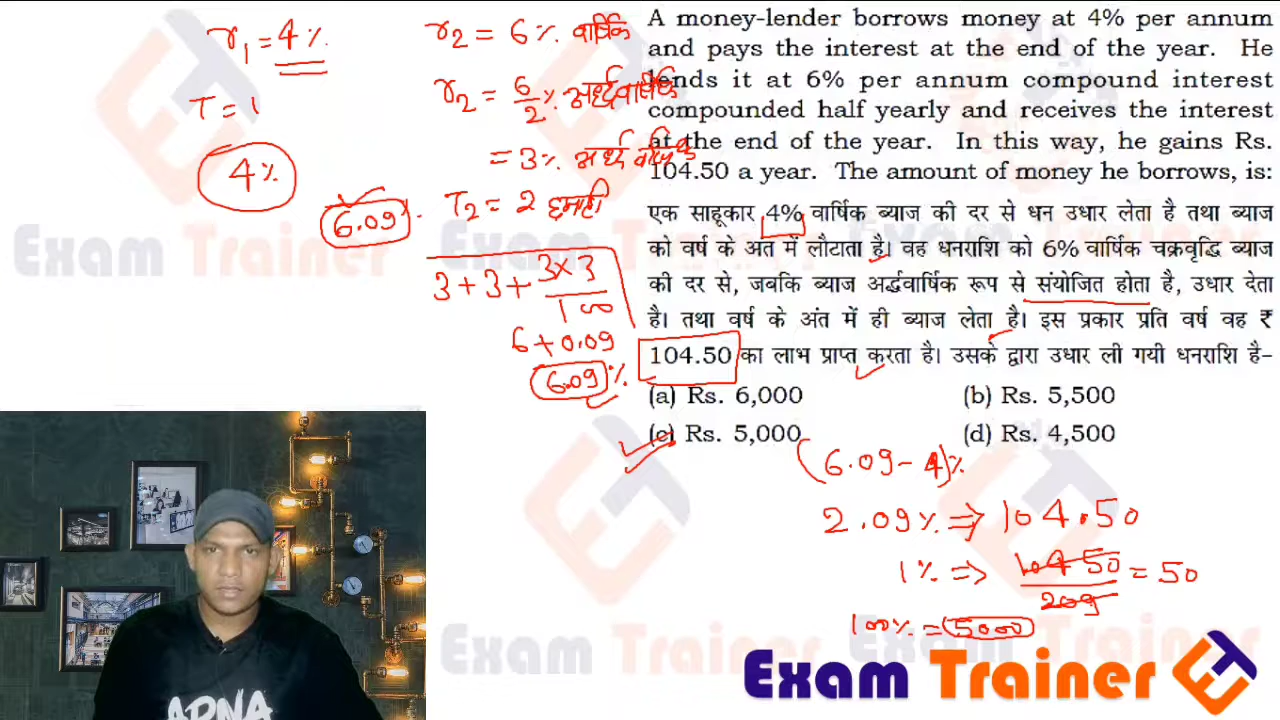 r₁ = 4%
T = 1
4%
6.09%
r₂ = 6% वार्षिक
r₂ = 6/2 % अर्धवार्षिक
= 3% अर्ध वार्षिक
T₂ = 2 छमाही
3 + 3 + 3×3/100
6 + 0.09
6.09%
A money-lender borrows money at 4% per annum
and pays the interest at the end of the year. He
lends it at 6% per annum compound interest
compounded half yearly and receives the interest
at the end of the year. In this way, he gains Rs.
104.50 a year. The amount of money he borrows, is:
एक साहूकार 4% वार्षिक ब्याज की दर से धन उधार लेता है तथा ब्याज
को वर्ष के अंत में लौटाता है। वह धनराशि को 6% वार्षिक चक्रवृद्धि ब्याज
की दर से, जबकि ब्याज अर्द्धवार्षिक रूप से संयोजित होता है, उधार देता
है। तथा वर्ष के अंत में ही ब्याज लेता है। इस प्रकार प्रति वर्ष वह ₹
104.50 का लाभ प्राप्त करता है। उसके द्वारा उधार ली गयी धनराशि है-
(a) Rs. 6,000 (b) Rs. 5,500
(c) Rs. 5,000 (d) Rs. 4,500
(6.09 - 4)%
2.09% ⇒ 104.50
1% ⇒ 10450/209 = 50
100% = 5000
Exam Trainer